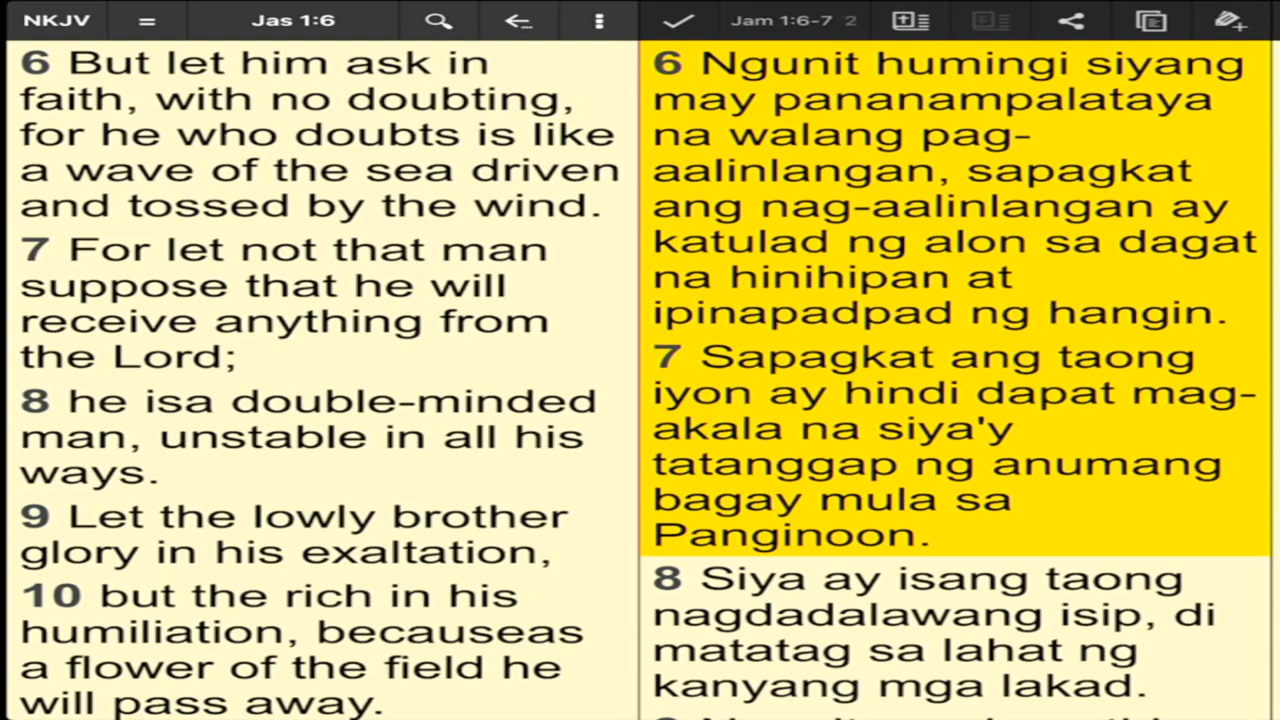 NKJV = Jas 1:6
6 But let him ask in
faith, with no doubting,
for he who doubts is like
a wave of the sea driven
and tossed by the wind.
7 For let not that man
suppose that he will
receive anything from
the Lord;
8 he isa double-minded
man, unstable in all his
ways.
9 Let the lowly brother
glory in his exaltation,
10 but the rich in his
humiliation, becauseas
a flower of the field he
will pass away.
Jam 1:6-7 2
6 Ngunit humingi siyang
may pananampalataya
na walang pag-
aalinlangan, sapagkat
ang nag-aalinlangan ay
katulad ng alon sa dagat
na hinihipan at
ipinapadpad ng hangin.
7 Sapagkat ang taong
iyon ay hindi dapat mag-
akala na siya'y
tatanggap ng anumang
bagay mula sa
Panginoon.
8 Siya ay isang taong
nagdadalawang isip, di
matatag sa lahat ng
kanyang mga lakad.